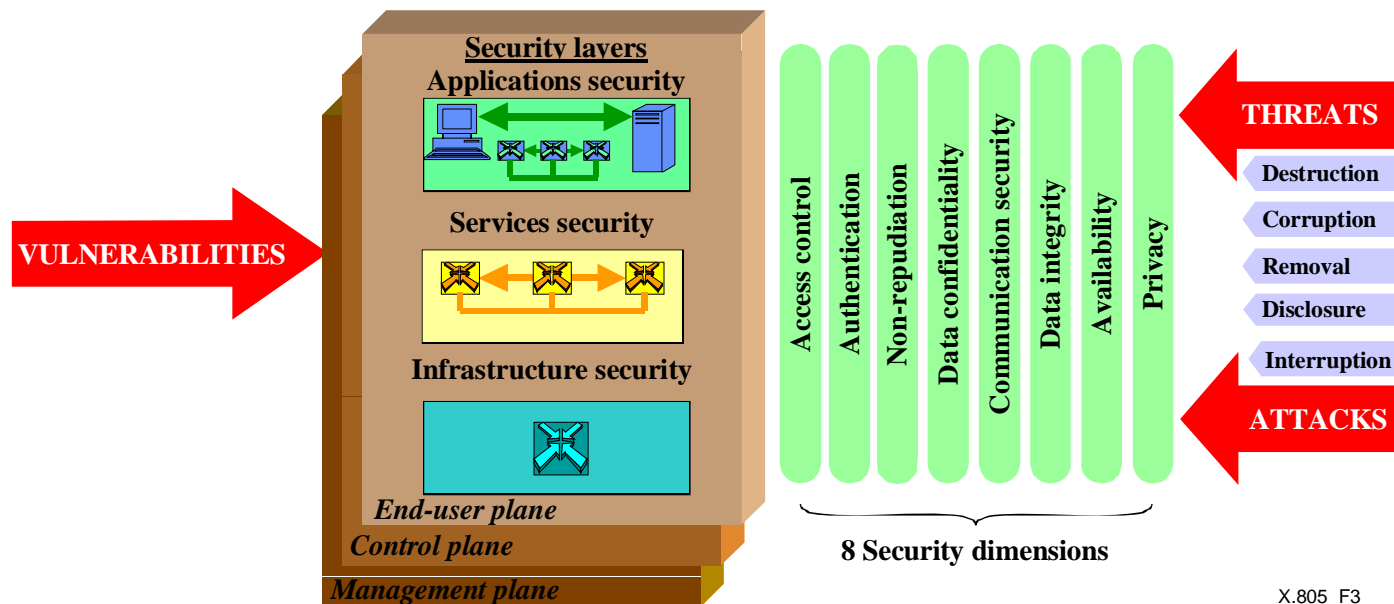 Security layers
Applications security
Services security
Infrastructure security
End-user plane
Control plane
Management plane
VULNERABILITIES
Access control
Authentication
Non-repudiation
Data confidentiality
Communication security
Data integrity
Availability
Privacy
8 Security dimensions
THREATS
Destruction
Corruption
Removal
Disclosure
Interruption
ATTACKS
X.805_F3